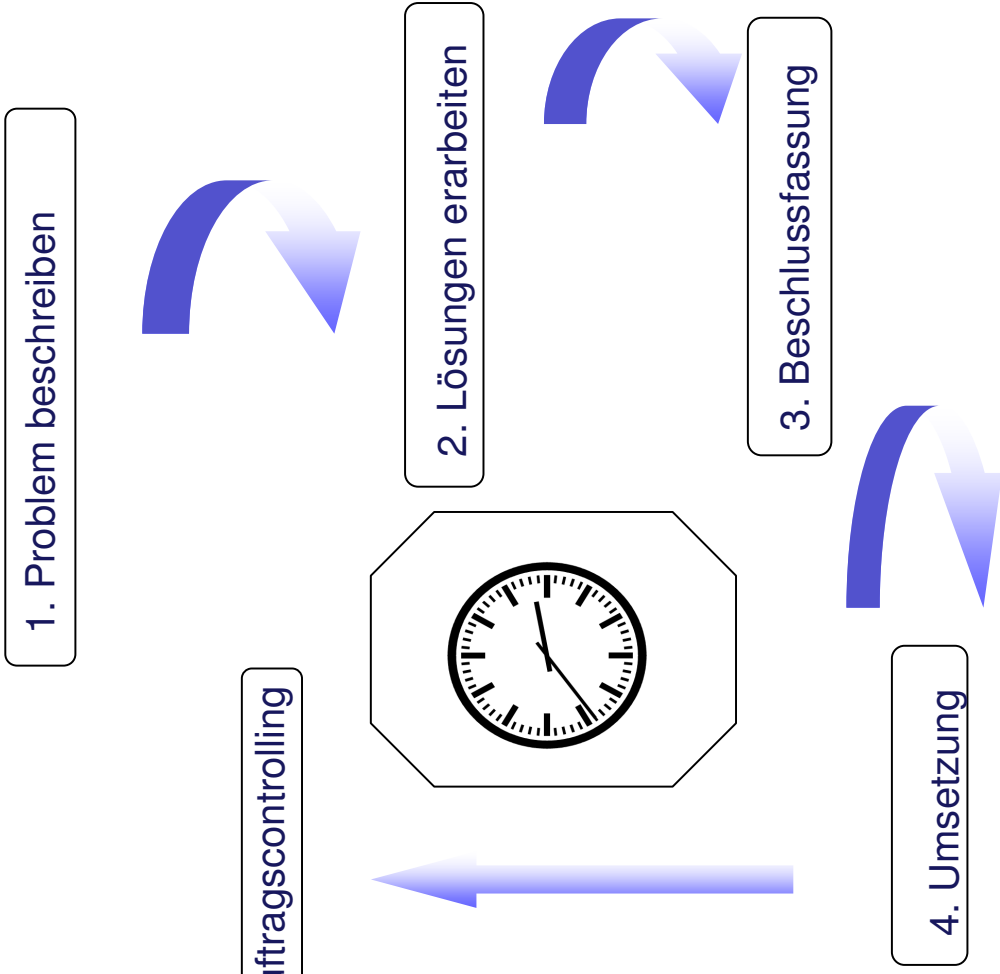 1. Problem beschreiben
2. Lösungen erarbeiten
3. Beschlussfassung
4. Umsetzung
uftragscontrolling